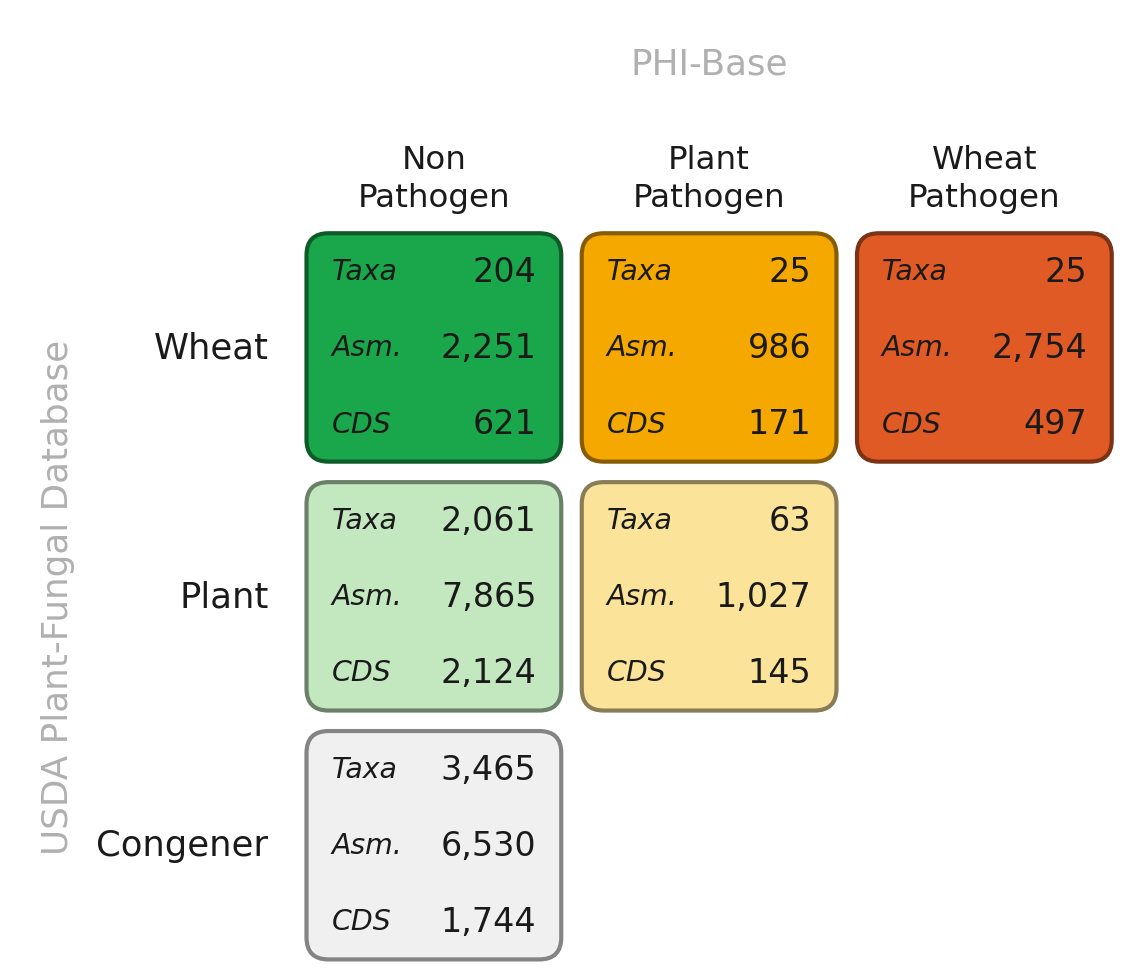 PHI-Base
Non Pathogen
Plant Pathogen
Wheat Pathogen
USDA Plant-Fungal Database
Wheat
Taxa 204
Asm. 2,251
CDS 621
Taxa 25
Asm. 986
CDS 171
Taxa 25
Asm. 2,754
CDS 497
Plant
Taxa 2,061
Asm. 7,865
CDS 2,124
Taxa 63
Asm. 1,027
CDS 145
Congener
Taxa 3,465
Asm. 6,530
CDS 1,744